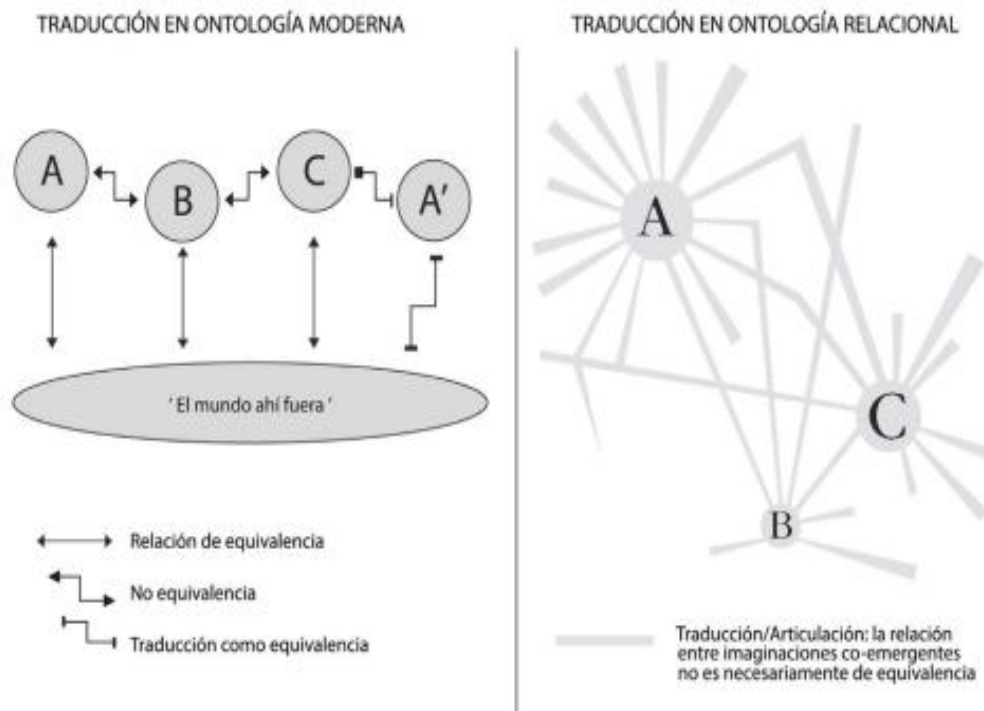 TRADUCCIÓN EN ONTOLOGÍA MODERNA
A
B
C
A'
' El mundo ahí fuera '
Relación de equivalencia
No equivalencia
Traducción como equivalencia
TRADUCCIÓN EN ONTOLOGÍA RELACIONAL
A
C
B
Traducción/Articulación: la relación
entre imaginaciones co-emergentes
no es necesariamente de equivalencia